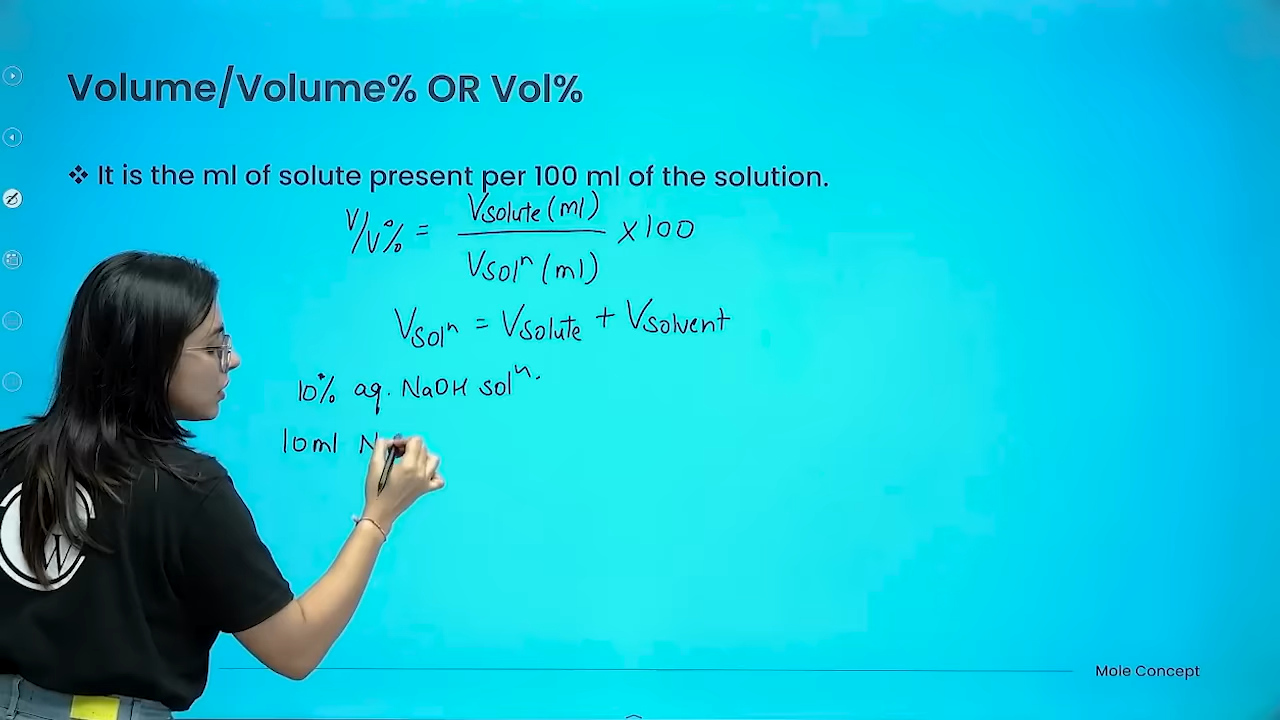 Volume/Volume% OR Vol%
❖ It is the ml of solute present per 100 ml of the solution.
V/V% = Vsolute (ml) / Vsolⁿ (ml) × 100
Vsolⁿ = Vsolute + Vsolvent
10% aq. NaOH solⁿ.
10ml N
W
Mole Concept